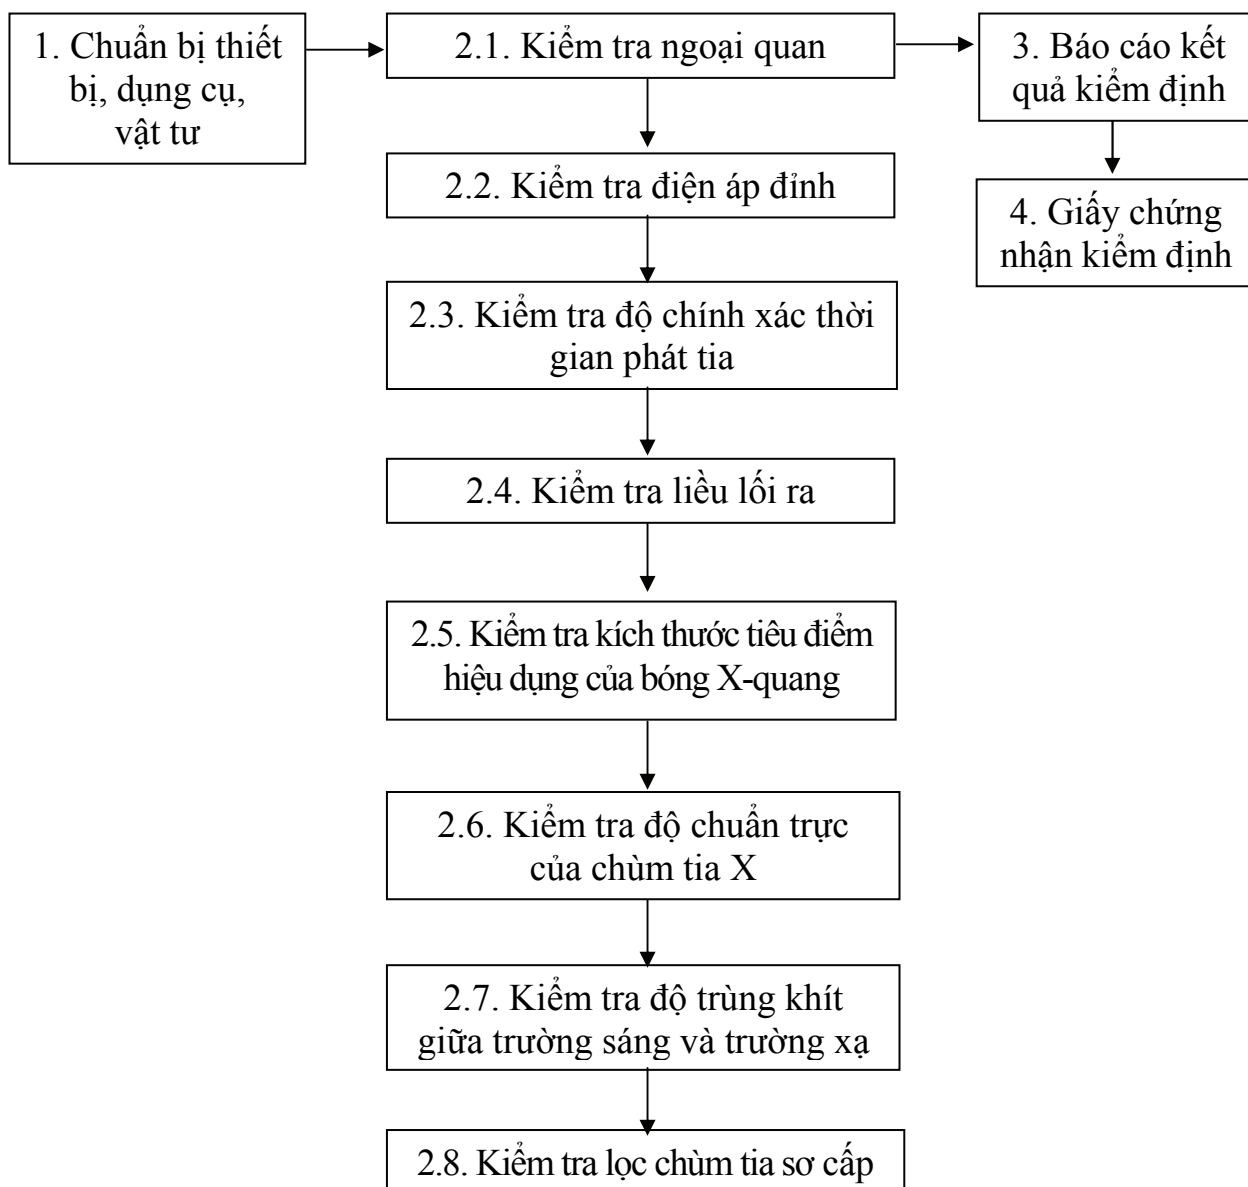 1. Chuẩn bị thiết
bị, dụng cụ,
vật tư
2.1. Kiểm tra ngoại quan
3. Báo cáo kết
quả kiểm định
2.2. Kiểm tra điện áp đỉnh
4. Giấy chứng
nhận kiểm định
2.3. Kiểm tra độ chính xác thời
gian phát tia
2.4. Kiểm tra liều lối ra
2.5. Kiểm tra kích thước tiêu điểm
hiệu dụng của bóng X-quang
2.6. Kiểm tra độ chuẩn trực
của chùm tia X
2.7. Kiểm tra độ trùng khít
giữa trường sáng và trường xạ
2.8. Kiểm tra lọc chùm tia sơ cấp